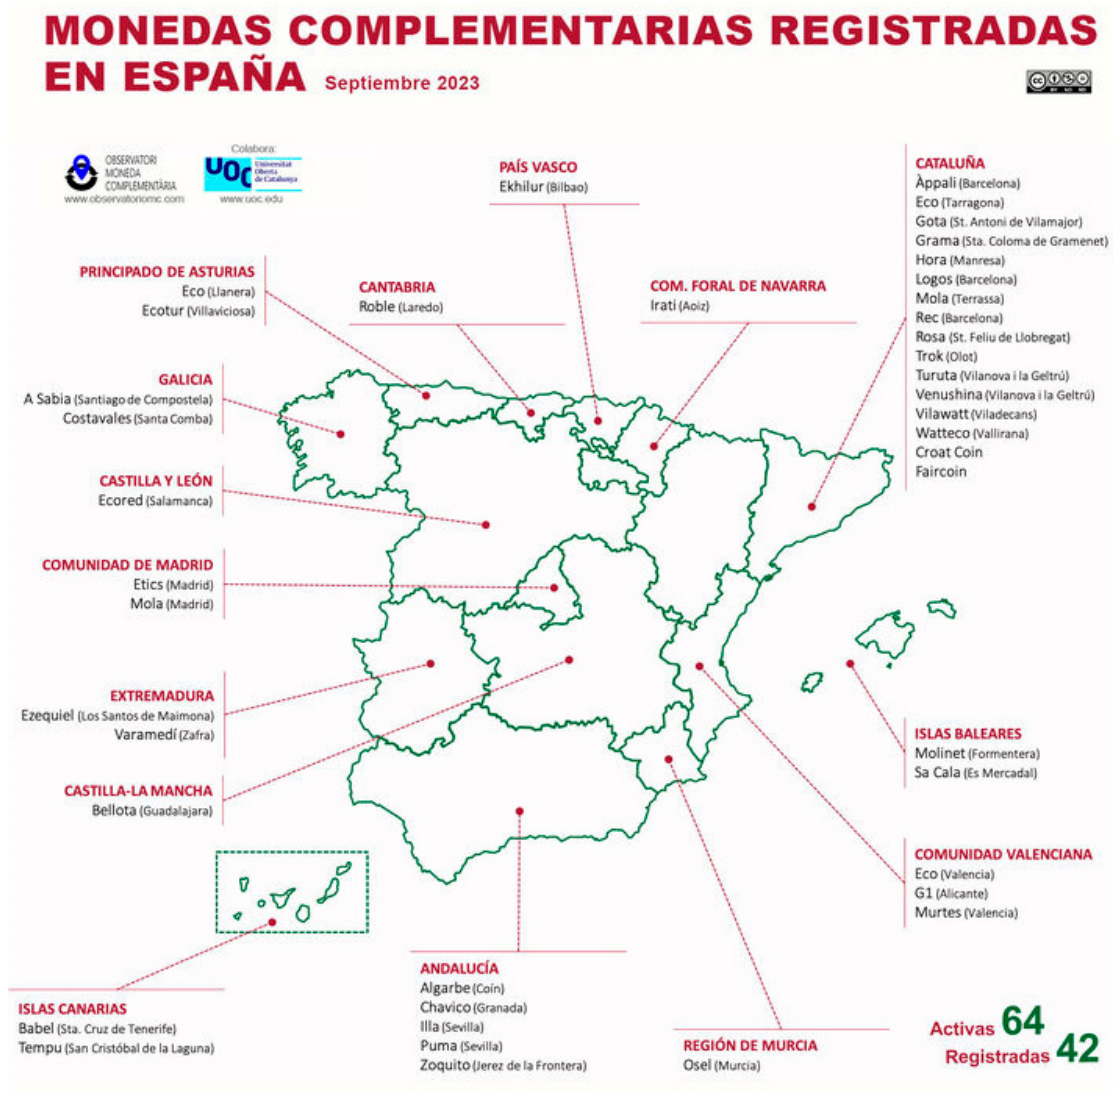 MONEDAS COMPLEMENTARIAS REGISTRADAS
EN ESPAÑA Septiembre 2023
cc
BY NC ND
OBSERVATORI
MONEDA
COMPLEMENTÀRIA
www.observatoriomc.com
Colabora:
UOC
Universitat
Oberta
de Catalunya
www.uoc.edu
PAÍS VASCO
Ekhilur (Bilbao)
CATALUÑA
Àppali (Barcelona)
Eco (Tarragona)
Gota (St. Antoni de Vilamajor)
Grama (Sta. Coloma de Gramenet)
Hora (Manresa)
Logos (Barcelona)
Mola (Terrassa)
Rec (Barcelona)
Rosa (St. Feliu de Llobregat)
Trok (Olot)
Turuta (Vilanova i la Geltrú)
Venushina (Vilanova i la Geltrú)
Vilawatt (Viladecans)
Watteco (Vallirana)
Croat Coin
Faircoin
PRINCIPADO DE ASTURIAS
Eco (Llanera)
Ecotur (Villaviciosa)
CANTABRIA
Roble (Laredo)
COM. FORAL DE NAVARRA
Irati (Aoiz)
GALICIA
A Sabia (Santiago de Compostela)
Costavales (Santa Comba)
CASTILLA Y LEÓN
Ecored (Salamanca)
COMUNIDAD DE MADRID
Etics (Madrid)
Mola (Madrid)
EXTREMADURA
Ezequiel (Los Santos de Maimona)
Varamedí (Zafra)
CASTILLA-LA MANCHA
Bellota (Guadalajara)
ISLAS BALEARES
Molinet (Formentera)
Sa Cala (Es Mercadal)
COMUNIDAD VALENCIANA
Eco (Valencia)
G1 (Alicante)
Murtes (Valencia)
ISLAS CANARIAS
Babel (Sta. Cruz de Tenerife)
Tempu (San Cristóbal de la Laguna)
ANDALUCÍA
Algarbe (Coín)
Chavico (Granada)
Illa (Sevilla)
Puma (Sevilla)
Zoquito (Jerez de la Frontera)
REGIÓN DE MURCIA
Osel (Murcia)
Activas 64
Registradas 42